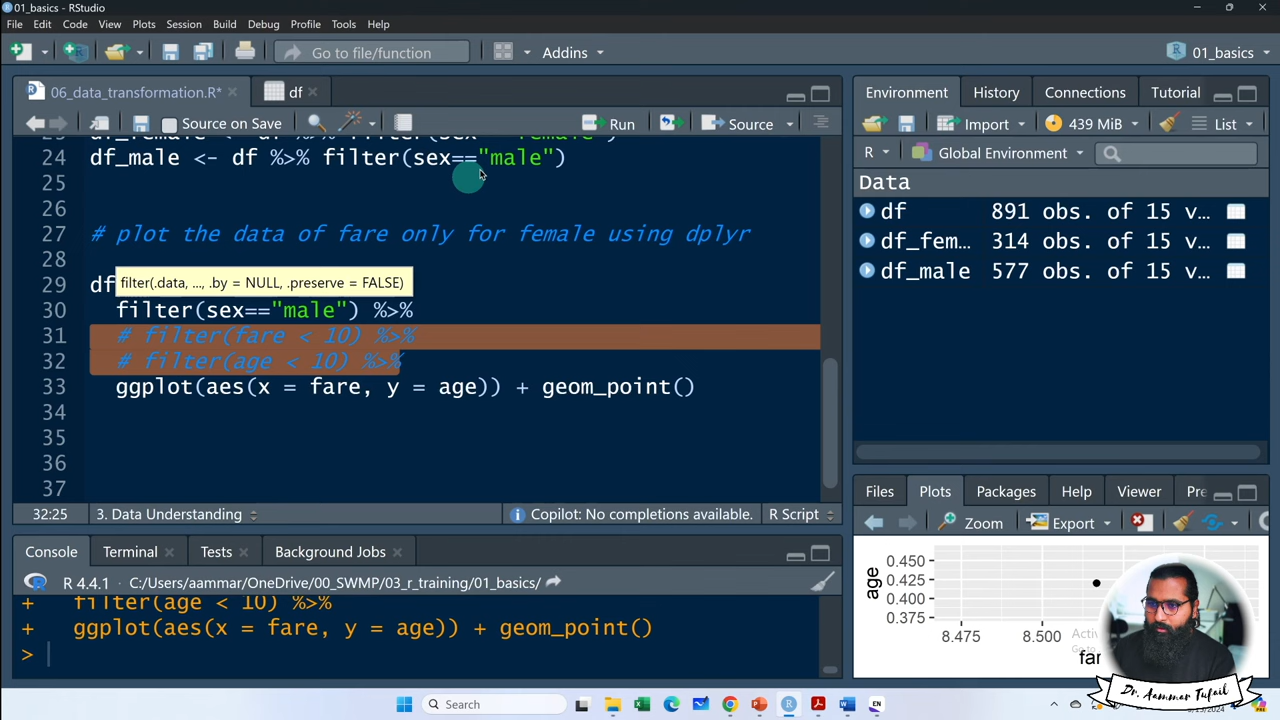 01_basics - RStudio
File Edit Code View Plots Session Build Debug Profile Tools Help
Go to file/function Addins 01_basics
06_data_transformation.R* df
Source on Save Run Source
24 df_male <- df %>% filter(sex=="male")
25
26
27 # plot the data of fare only for female using dplyr
28
filter(.data, ..., .by = NULL, .preserve = FALSE)
29 df
30 filter(sex=="male") %>%
31 # filter(fare < 10) %>%
32 # filter(age < 10) %>%
33 ggplot(aes(x = fare, y = age)) + geom_point()
34
35
36
37
32:25 3. Data Understanding Copilot: No completions available. R Script
Console Terminal Tests Background Jobs
R 4.4.1 · C:/Users/aammar/OneDrive/00_SWMP/03_r_training/01_basics/
+ filter(age < 10) %>%
+ ggplot(aes(x = fare, y = age)) + geom_point()
>
Environment History Connections Tutorial
Import 439 MiB List
R Global Environment
Data
df 891 obs. of 15 v…
df_fem… 314 obs. of 15 v…
df_male 577 obs. of 15 v…
Files Plots Packages Help Viewer Pre
Zoom Export
0.450
0.425
0.400
0.375
age
8.475 8.500
Dr. Aammar Tufail
Search